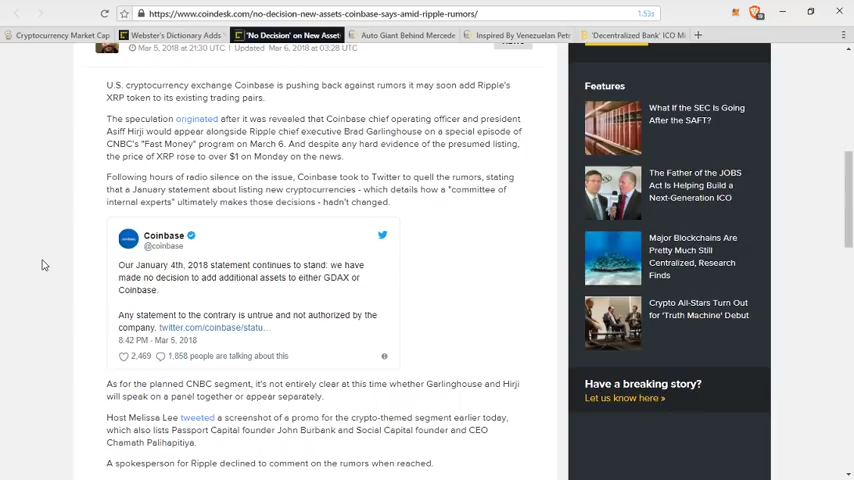 https://www.coindesk.com/no-decision-new-assets-coinbase-says-amid-ripple-rumors/
1.53s
Cryptocurrency Market Cap
Webster's Dictionary Adds
'No Decision' on New Asset
Auto Giant Behind Mercede
Inspired By Venezuelan Petr
'Decentralized Bank' ICO Mi
Mar 5, 2018 at 21:30 UTC | Updated Mar 6, 2018 at 03:28 UTC
NEWS
U.S. cryptocurrency exchange Coinbase is pushing back against rumors it may soon add Ripple's
XRP token to its existing trading pairs.
The speculation originated after it was revealed that Coinbase chief operating officer and president
Asiff Hirji would appear alongside Ripple chief executive Brad Garlinghouse on a special episode of
CNBC's "Fast Money" program on March 6. And despite any hard evidence of the presumed listing,
the price of XRP rose to over $1 on Monday on the news.
Following hours of radio silence on the issue, Coinbase took to Twitter to quell the rumors, stating
that a January statement about listing new cryptocurrencies - which details how a "committee of
internal experts" ultimately makes those decisions - hadn't changed.
Coinbase
@coinbase
Our January 4th, 2018 statement continues to stand: we have
made no decision to add additional assets to either GDAX or
Coinbase.
Any statement to the contrary is untrue and not authorized by the
company. twitter.com/coinbase/statu...
8:42 PM - Mar 5, 2018
2,469
1,858 people are talking about this
As for the planned CNBC segment, it's not entirely clear at this time whether Garlinghouse and Hirji
will speak on a panel together or appear separately.
Host Melissa Lee tweeted a screenshot of a promo for the crypto-themed segment earlier today,
which also lists Passport Capital founder John Burbank and Social Capital founder and CEO
Chamath Palihapitiya.
A spokesperson for Ripple declined to comment on the rumors when reached.
Features
What If the SEC Is Going
After the SAFT?
The Father of the JOBS
Act Is Helping Build a
Next-Generation ICO
Major Blockchains Are
Pretty Much Still
Centralized, Research
Finds
Crypto All-Stars Turn Out
for 'Truth Machine' Debut
Have a breaking story?
Let us know here »